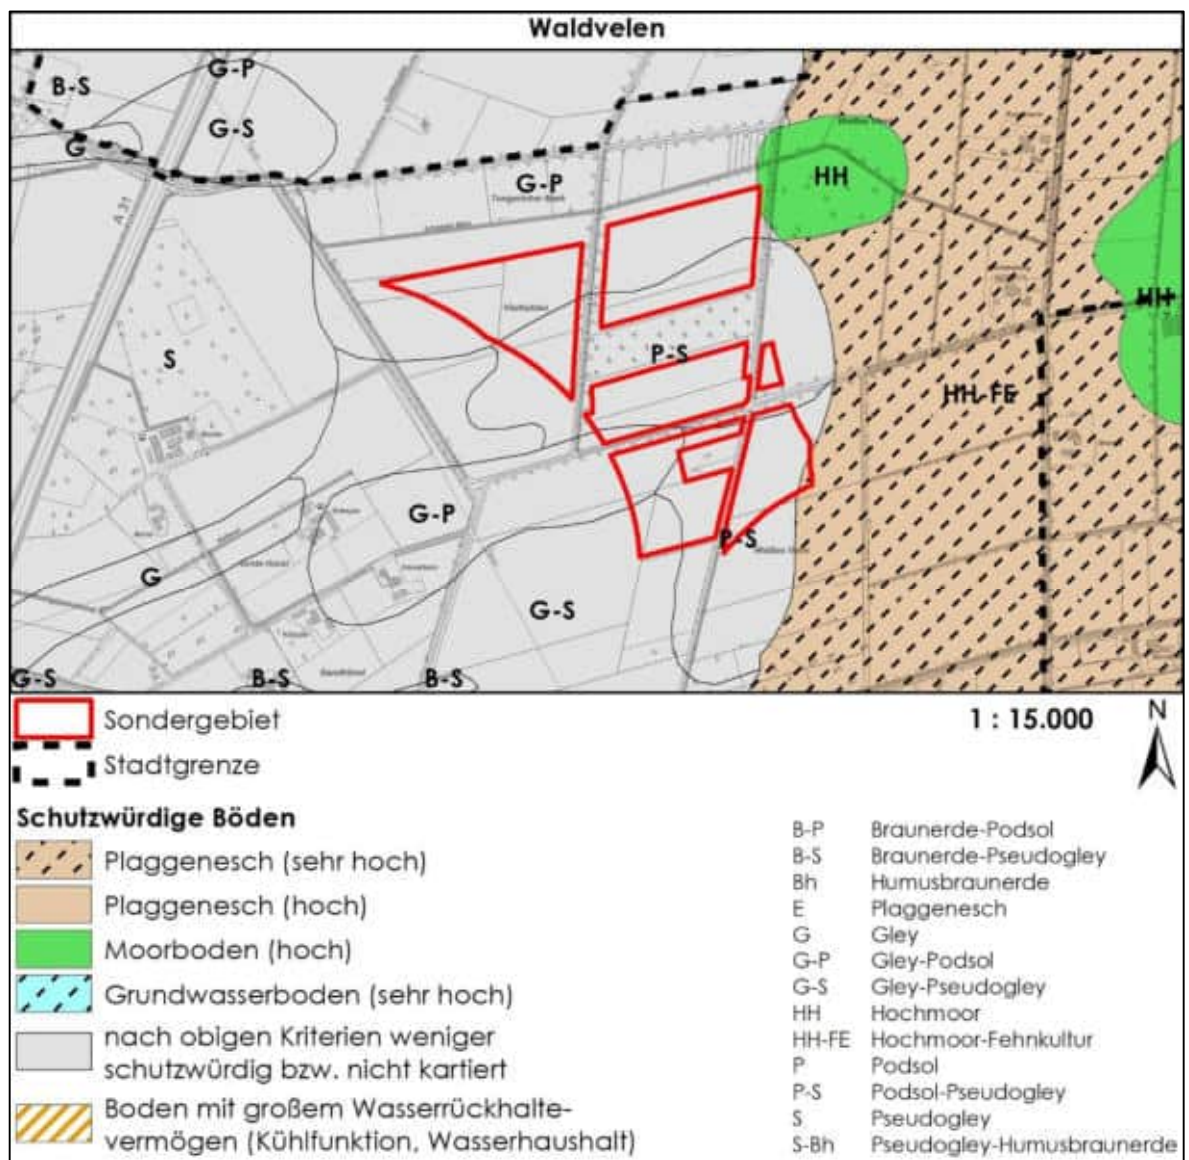 Waldvelen
G-P
B-S
G-S
G
G-P
HH
A 31
HH
S
P-S
HH-FE
G-P
P-S
G
G-S
G-S
B-S
B-S
Sondergebiet
1 : 15.000
N
Stadtgrenze
Schutzwürdige Böden
Plaggenesch (sehr hoch)
Plaggenesch (hoch)
Moorboden (hoch)
Grundwasserboden (sehr hoch)
nach obigen Kriterien weniger
schutzwürdig bzw. nicht kartiert
Boden mit großem Wasserrückhalte-
vermögen (Kühlfunktion, Wasserhaushalt)
B-P Braunerde-Podsol
B-S Braunerde-Pseudogley
Bh Humusbraunerde
E Plaggenesch
G Gley
G-P Gley-Podsol
G-S Gley-Pseudogley
HH Hochmoor
HH-FE Hochmoor-Fehnkultur
P Podsol
P-S Podsol-Pseudogley
S Pseudogley
S-Bh Pseudogley-Humusbraunerde